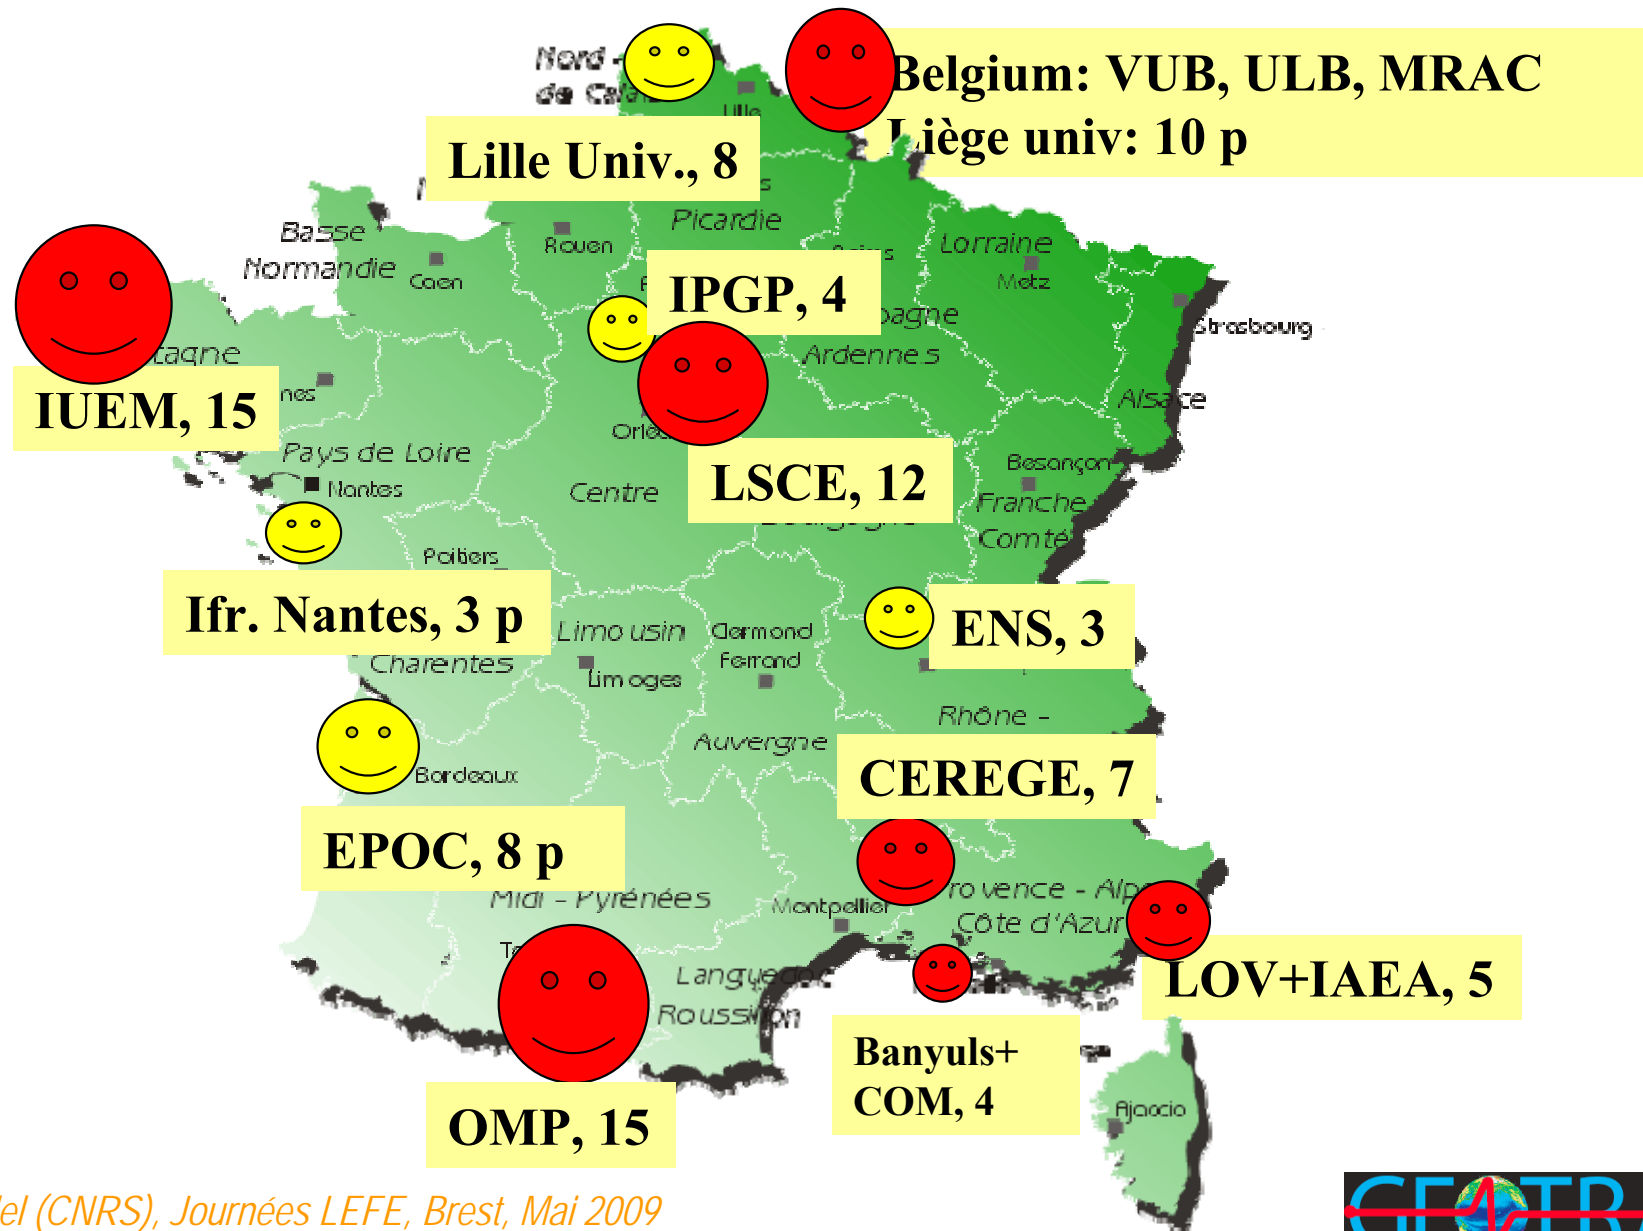 Nord -
de
Belgium: VUB, ULB, MRAC
Liège univ: 10 p
Lille
Lille Univ., 8
Picardie
Basse
Normandie
Caen
Rouen
Lorraine
Metz
IPGP, 4
Strasbourg
Ardennes
Alsace
IUEM, 15
Pays de Loire
Nantes
LSCE, 12
Centre
Besançon
Franche
Comté
Poitiers
Ifr. Nantes, 3 p
Limousin
Clermond
Ferrand
ENS, 3
Charentes
Limoges
Rhône -
Auvergne
Bordeaux
CEREGE, 7
EPOC, 8 p
Midi - Pyrénées
Montpellier
Provence - Alpes
Côte d'Azur
Languedoc
Roussillon
LOV+IAEA, 5
Banyuls+
COM, 4
Ajaccio
OMP, 15
(CNRS), Journées LEFE, Brest, Mai 2009